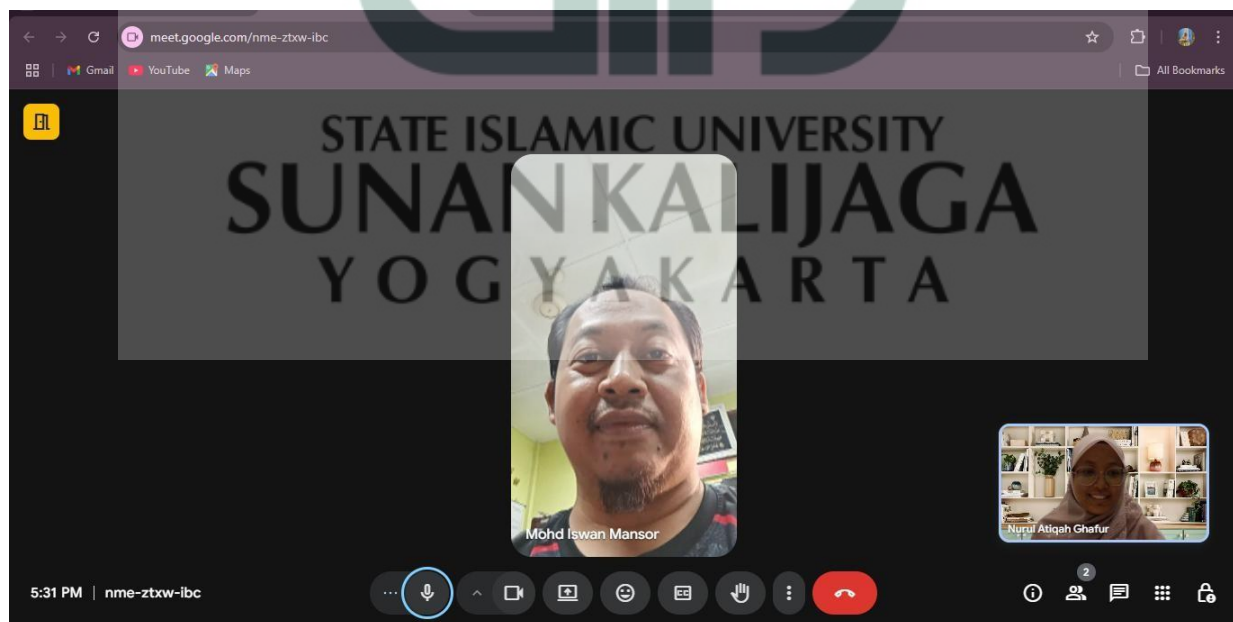 meet.google.com/nme-ztxw-ibc
Gmail YouTube Maps All Bookmarks
STATE ISLAMIC UNIVERSITY
SUNAN KALIJAGA
YOGYAKARTA
Mohd Iswan Mansor
Nurul Atiqah Ghafur
2
5:31 PM | nme-ztxw-ibc
CC